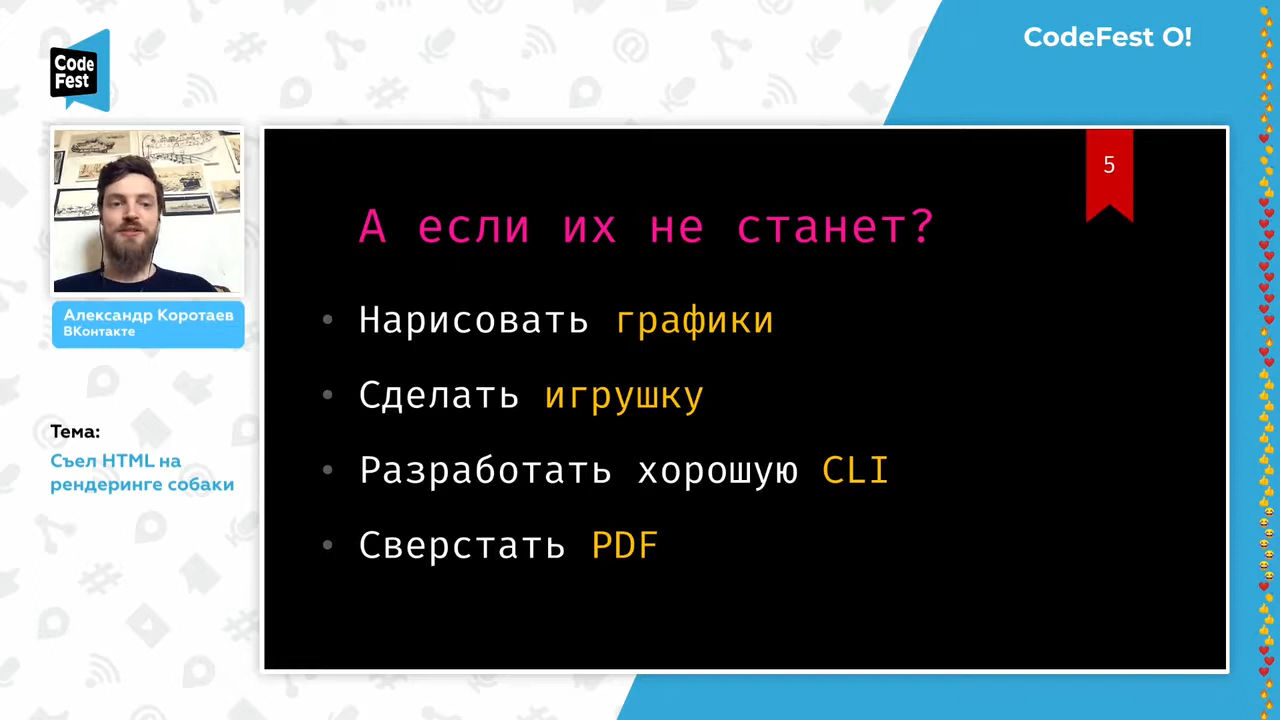 Code
Fest
CodeFest O!
5
А если их не станет?
• Нарисовать графики
• Сделать игрушку
• Разработать хорошую CLI
• Сверстать PDF
Александр Коротаев
ВКонтакте
Тема:
Съел HTML на
рендеринге собаки